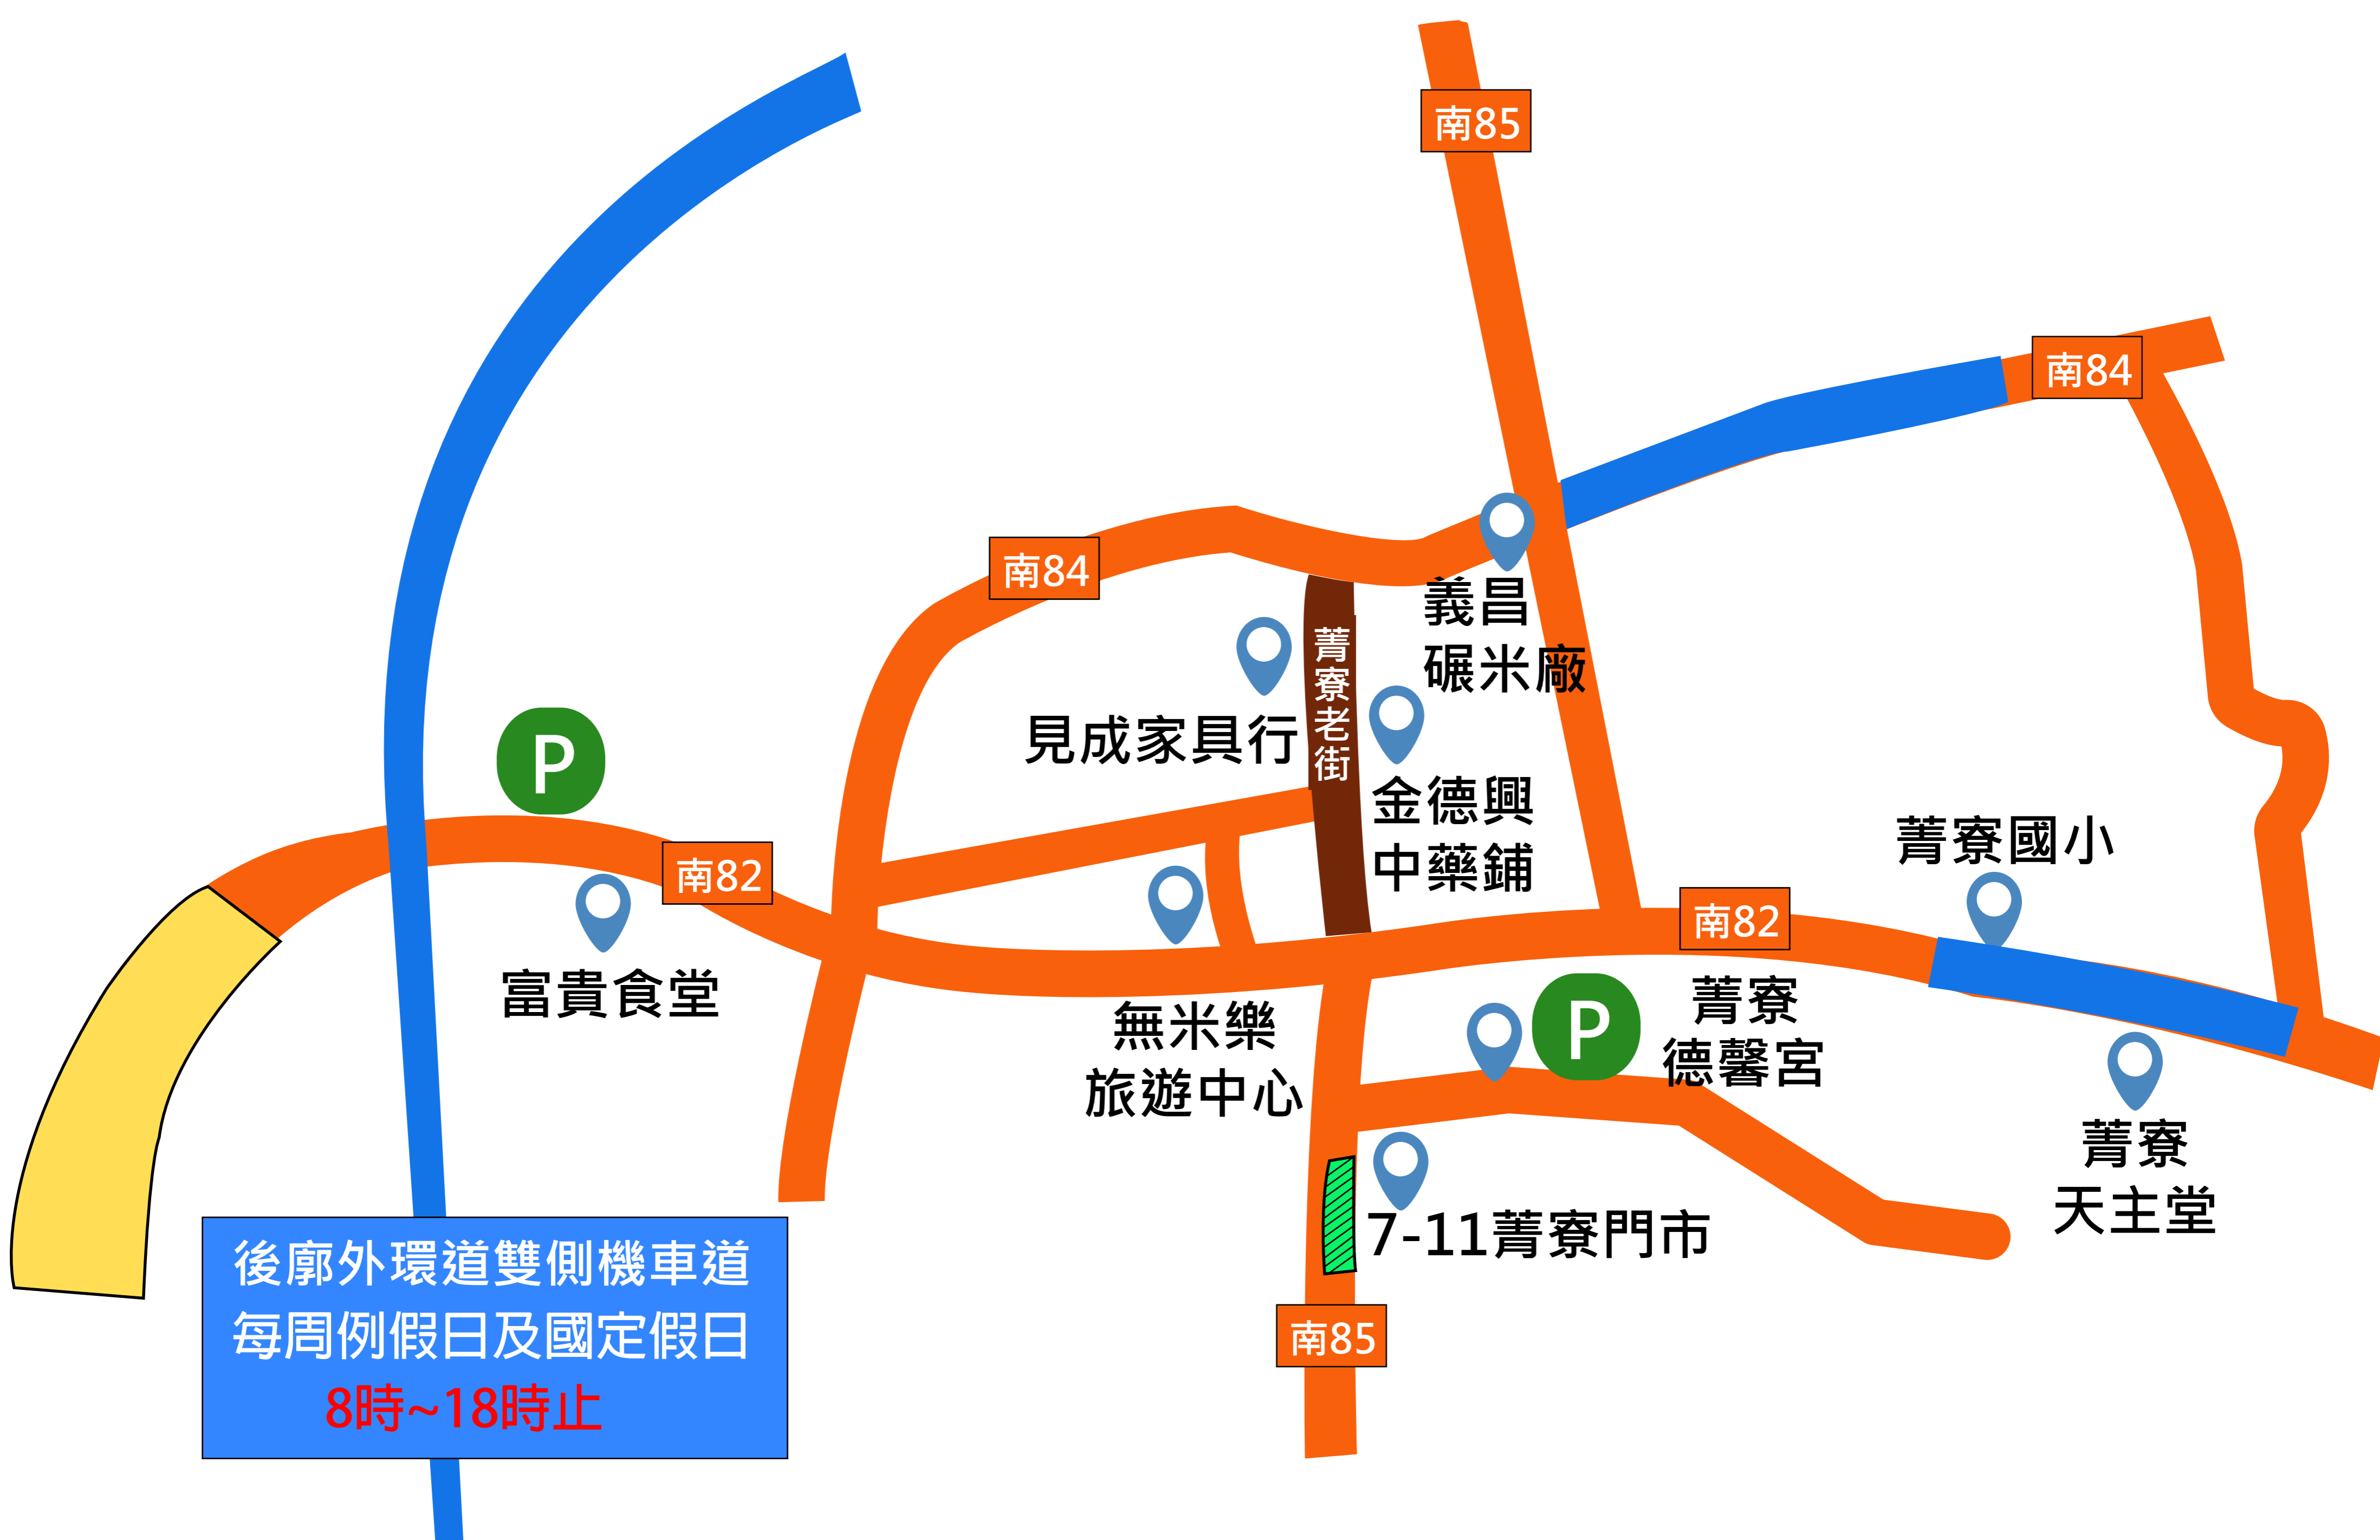 南85
南84
南84
義昌
碾米廠
菁寮老街
見成家具行
P
金德興
中藥鋪
菁寮國小
南82
南82
富貴食堂
無米樂
旅遊中心
P
菁寮
德馨宮
菁寮
天主堂
7-11菁寮門市
後廍外環道雙側機車道
每周例假日及國定假日
8時~18時止
南85